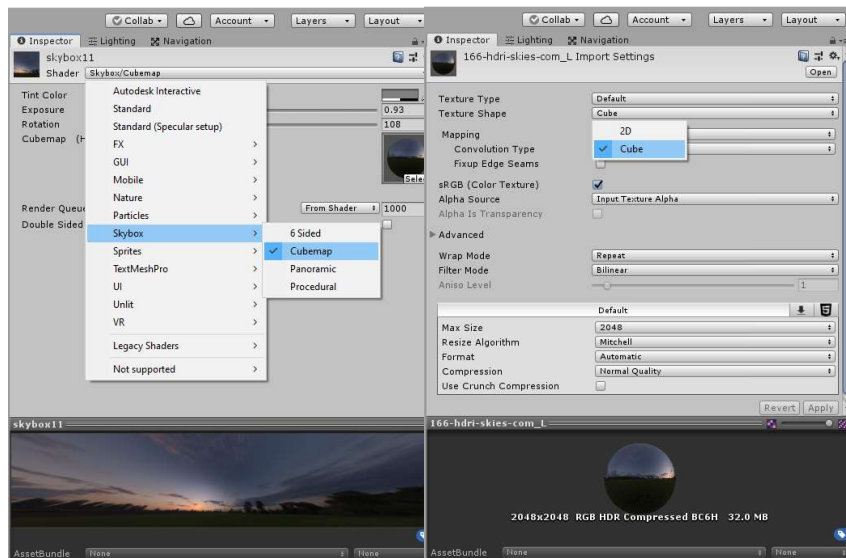 Collab
Account
Layers
Layout
Inspector
Lighting
Navigation
skybox11
Shader
Skybox/Cubemap
Tint Color
Exposure
0.93
Rotation
108
Cubemap (H
Sele
Render Queue
From Shader
1000
Double Sided
Autodesk Interactive
Standard
Standard (Specular setup)
FX
GUI
Mobile
Nature
Particles
Skybox
Sprites
TextMeshPro
UI
Unlit
VR
Legacy Shaders
Not supported
6 Sided
Cubemap
Panoramic
Procedural
skybox11
AssetBundle
None
None
Collab
Account
Layers
Layout
Inspector
Lighting
Navigation
166-hdri-skies-com_L Import Settings
Open
Texture Type
Default
Texture Shape
Cube
2D
Cube
Mapping
Convolution Type
Fixup Edge Seams
sRGB (Color Texture)
Alpha Source
Input Texture Alpha
Alpha Is Transparency
Advanced
Wrap Mode
Repeat
Filter Mode
Bilinear
Aniso Level
1
Default
Max Size
2048
Resize Algorithm
Mitchell
Format
Automatic
Compression
Normal Quality
Use Crunch Compression
Revert
Apply
166-hdri-skies-com_L
2048x2048 RGB HDR Compressed BC6H 32.0 MB
AssetBundle
None
None